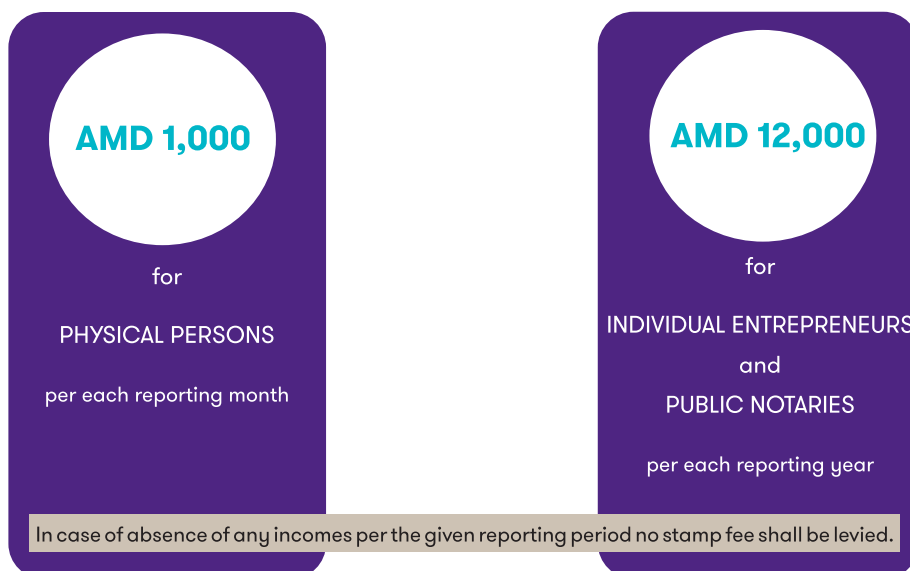 AMD 1,000
for
PHYSICAL PERSONS
per each reporting month
AMD 12,000
for
INDIVIDUAL ENTREPRENEURS
and
PUBLIC NOTARIES
per each reporting year
In case of absence of any incomes per the given reporting period no stamp fee shall be levied.